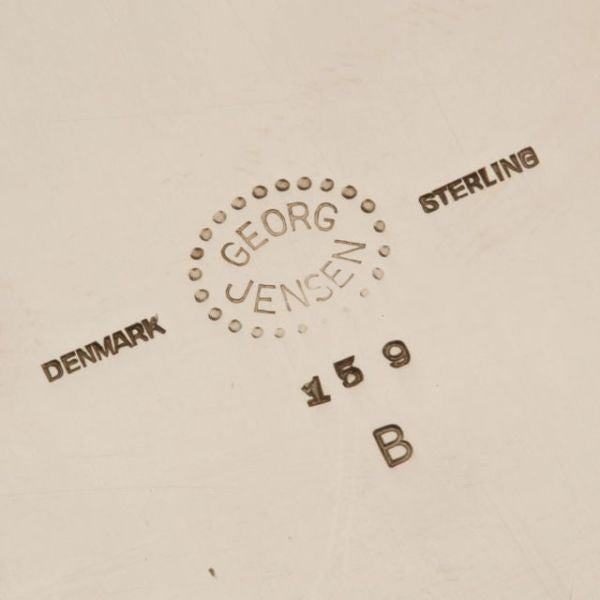 GEORG
JENSEN
STERLING
DENMARK
159
B